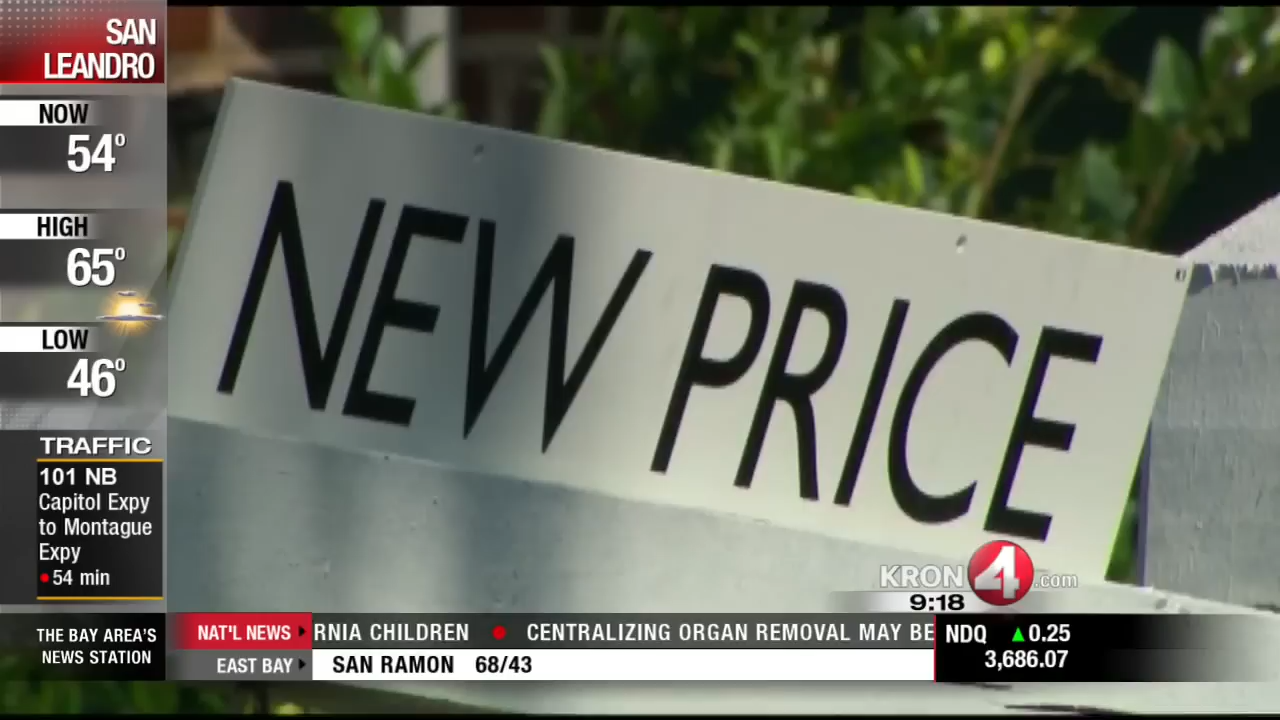 SAN
LEANDRO
NOW
54°
HIGH
65°
LOW
46°
TRAFFIC
101 NB
Capitol Expy
to Montague
Expy
54 min
THE BAY AREA'S
NEWS STATION
NEW PRICE
KRON 4 .com
9:18
NAT'L NEWS RNIA CHILDREN • CENTRALIZING ORGAN REMOVAL MAY BE
EAST BAY SAN RAMON 68/43
NDQ ▲0.25
3,686.07